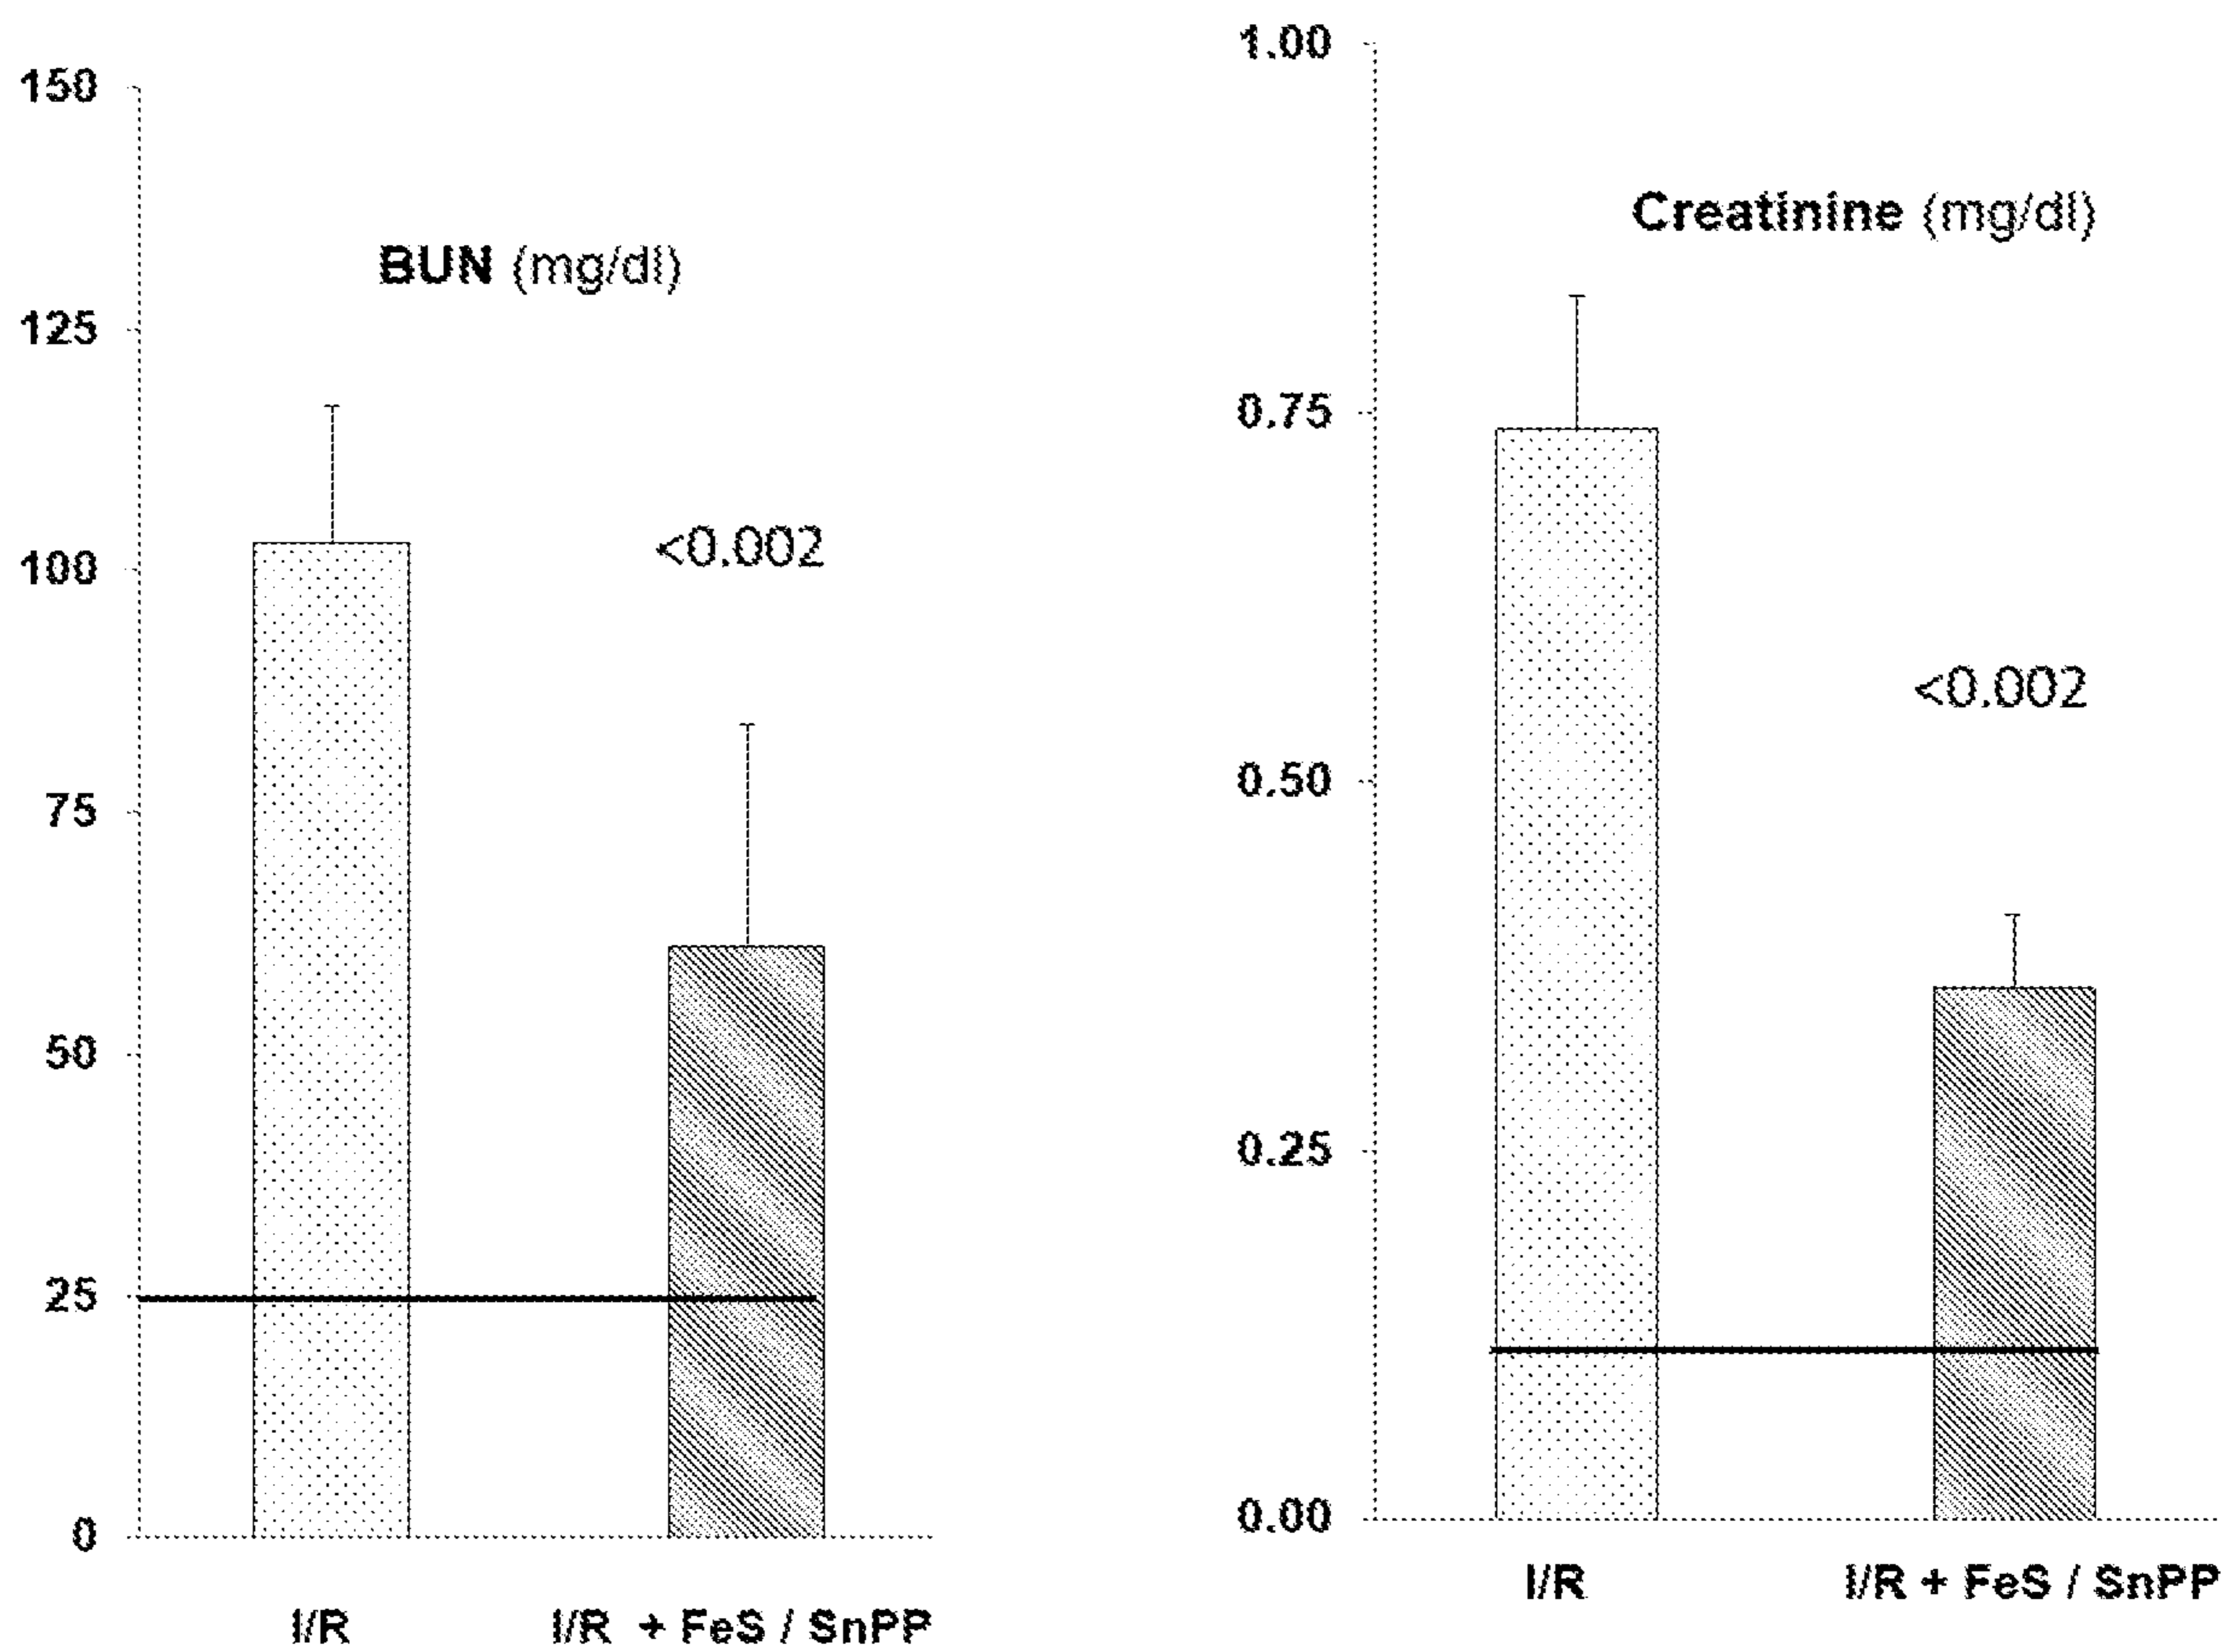 BUN (mg/dl)
150
125
100
75
50
25
0
<0.002
I/R
I/R + FeS / SnPP
Creatinine (mg/dl)
1.00
0.75
0.50
0.25
0.00
<0.002
I/R
I/R + FeS / SnPP